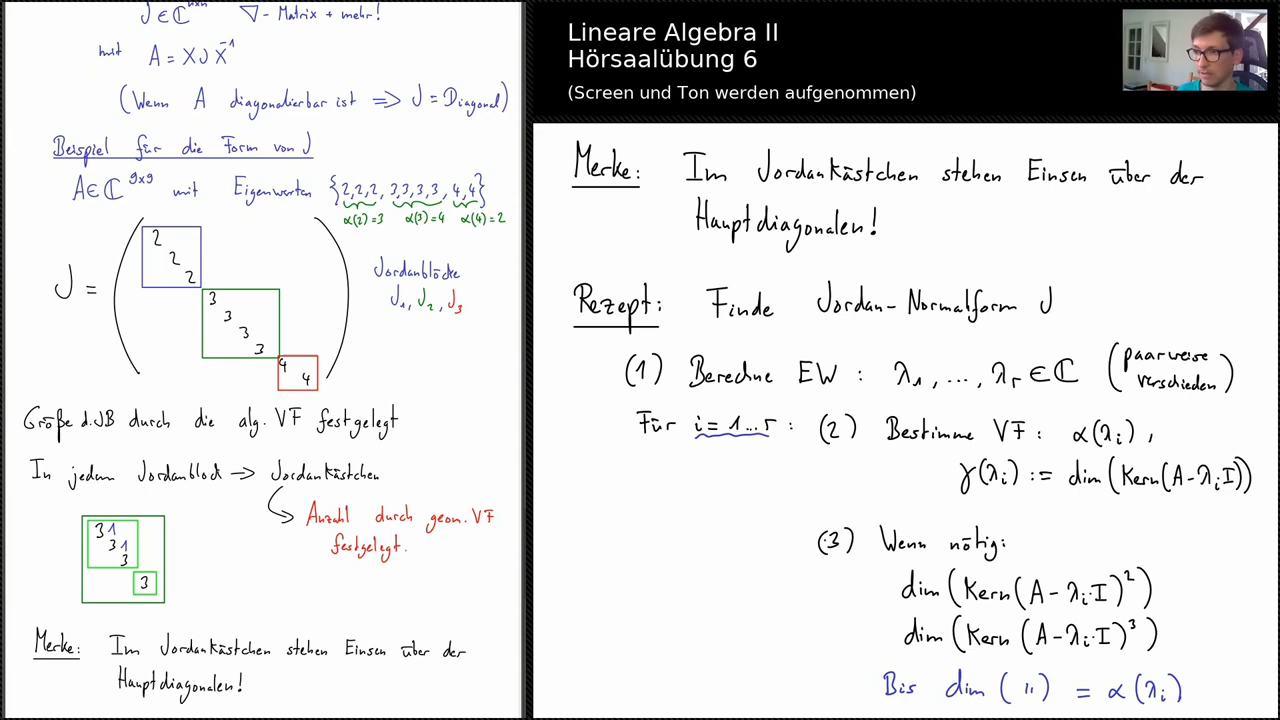 J ∈ ℂⁿˣⁿ ∇-Matrix + mehr!
mit A = X J X⁻¹
(Wenn A diagonalierbar ist ⇒ J = Diagonal)
Beispiel für die Form von J
A ∈ ℂ⁹ˣ⁹ mit Eigenwerten {2,2,2, 3,3,3,3, 4,4}
α(2)=3 α(3)=4 α(4)=2
J =
2
2
2
3
3
3
3
4
4
Jordanblöcke
J₁, J₂, J₃
Größe d. JB durch die alg. VF festgelegt
In jedem Jordanblock → Jordankästchen
Anzahl durch geom. VF
festgelegt.
3 1
3 1
3
3
Merke: Im Jordankästchen stehen Einsen über der
Hauptdiagonalen!
Lineare Algebra II
Hörsaalübung 6
(Screen und Ton werden aufgenommen)
Merke: Im Jordankästchen stehen Einsen über der
Hauptdiagonalen!
Rezept: Finde Jordan-Normalform J
(1) Berechne EW: λ₁, ..., λᵣ ∈ ℂ (paarweise
verschieden)
Für i = 1...r: (2) Bestimme VF: α(λᵢ),
γ(λᵢ) := dim(Kern(A-λᵢI))
(3) Wenn nötig:
dim(Kern(A-λᵢ·I)²)
dim(Kern(A-λᵢ·I)³)
Bis dim( " ) = α(λᵢ)